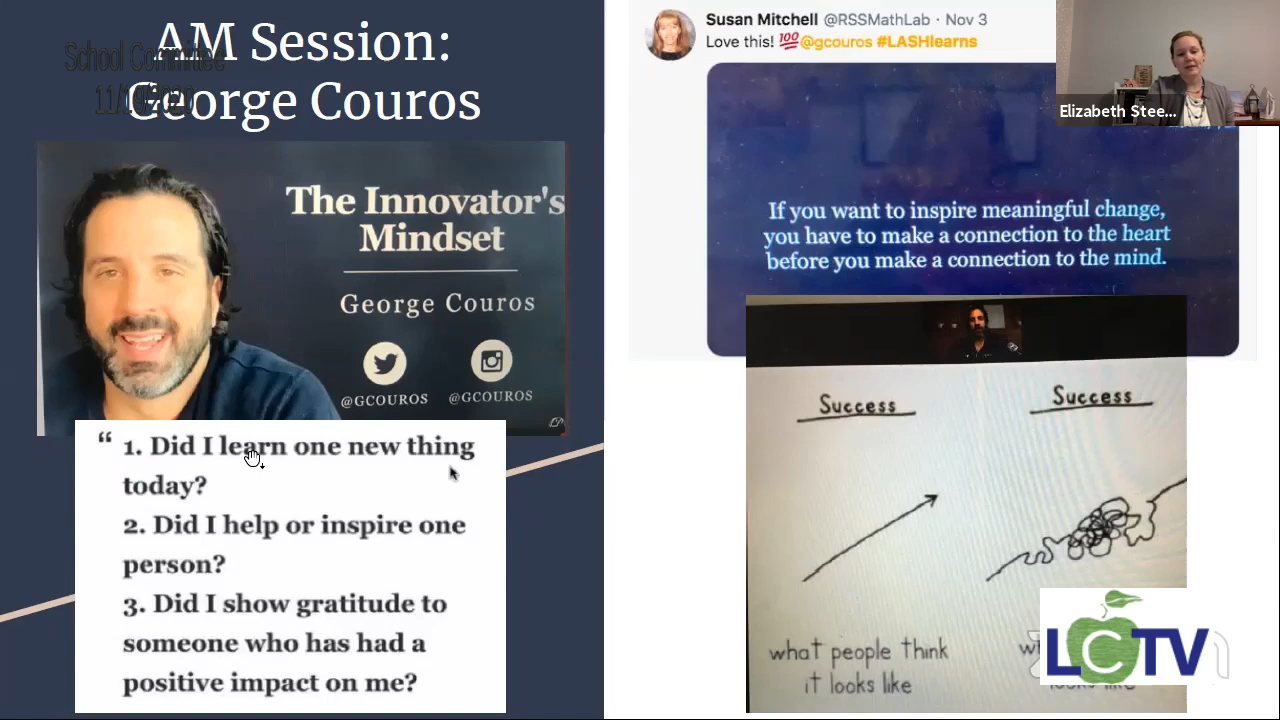 AM Session:
George Couros
School Committee
The Innovator's
Mindset
George Couros
@GCOUROS @GCOUROS
“ 1. Did I learn one new thing
today?
2. Did I help or inspire one
person?
3. Did I show gratitude to
someone who has had a
positive impact on me?
Susan Mitchell @RSSMathLab · Nov 3
Love this! 💯@gcouros #LASHlearns
If you want to inspire meaningful change,
you have to make a connection to the heart
before you make a connection to the mind.
Elizabeth Stee...
Success
Success
what people think
it looks like
looks like
LCTV